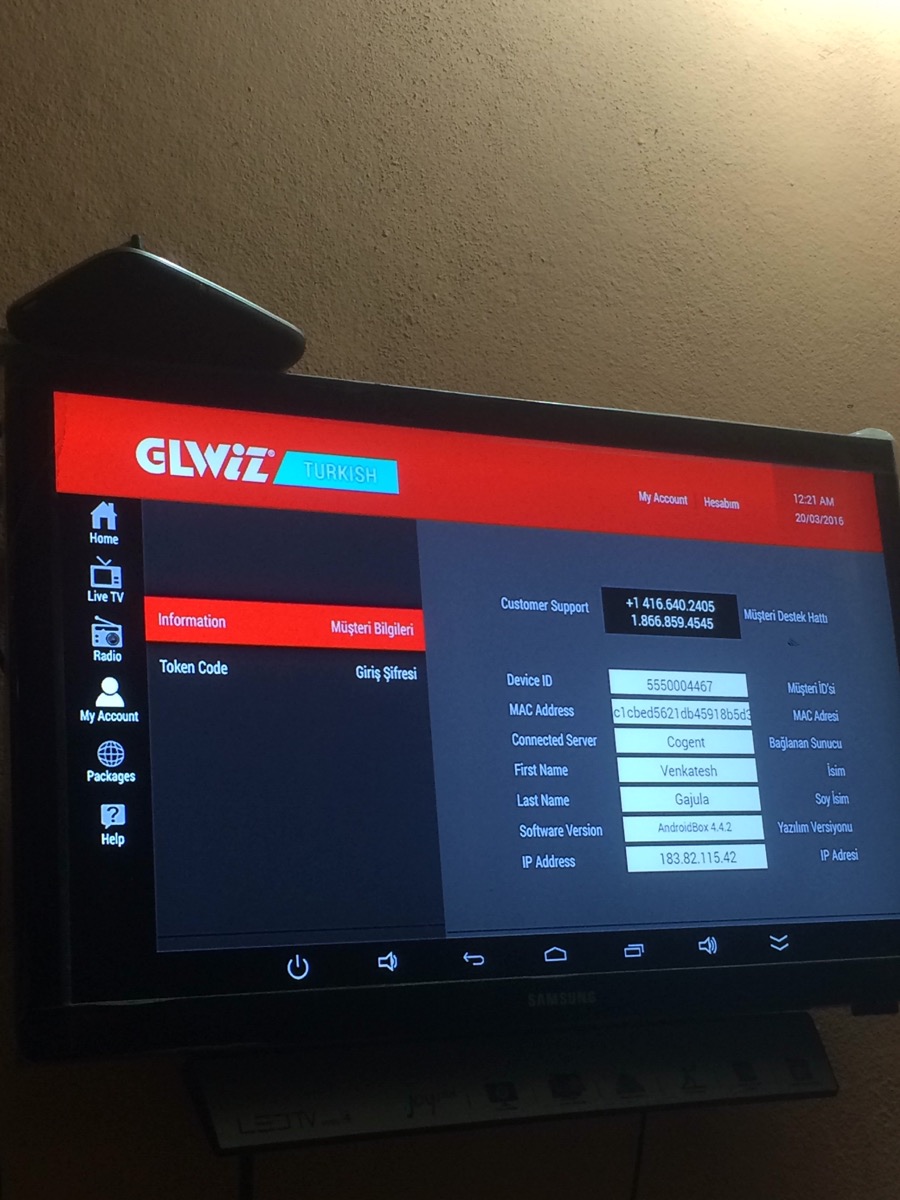 GLWiZ® TURKISH
My Account Hesabım
12:21 AM
20/03/2016
Home
Live TV
Radio
My Account
Packages
Help
Information Müşteri Bilgileri
Token Code Giriş Şifresi
Customer Support +1 416.640.2405 Müşteri Destek Hattı
1.866.859.4545
Device ID 5550004467 Müşteri İD'si
MAC Address c1cbed5621db45918b5d3 MAC Adresi
Connected Server Cogent Bağlanan Sunucu
First Name Venkatesh İsim
Last Name Gajula Soy İsim
Software Version AndroidBox 4.4.2 Yazılım Versiyonu
IP Address 183.82.115.42 IP Adresi
SAMSUNG
LED TV joy